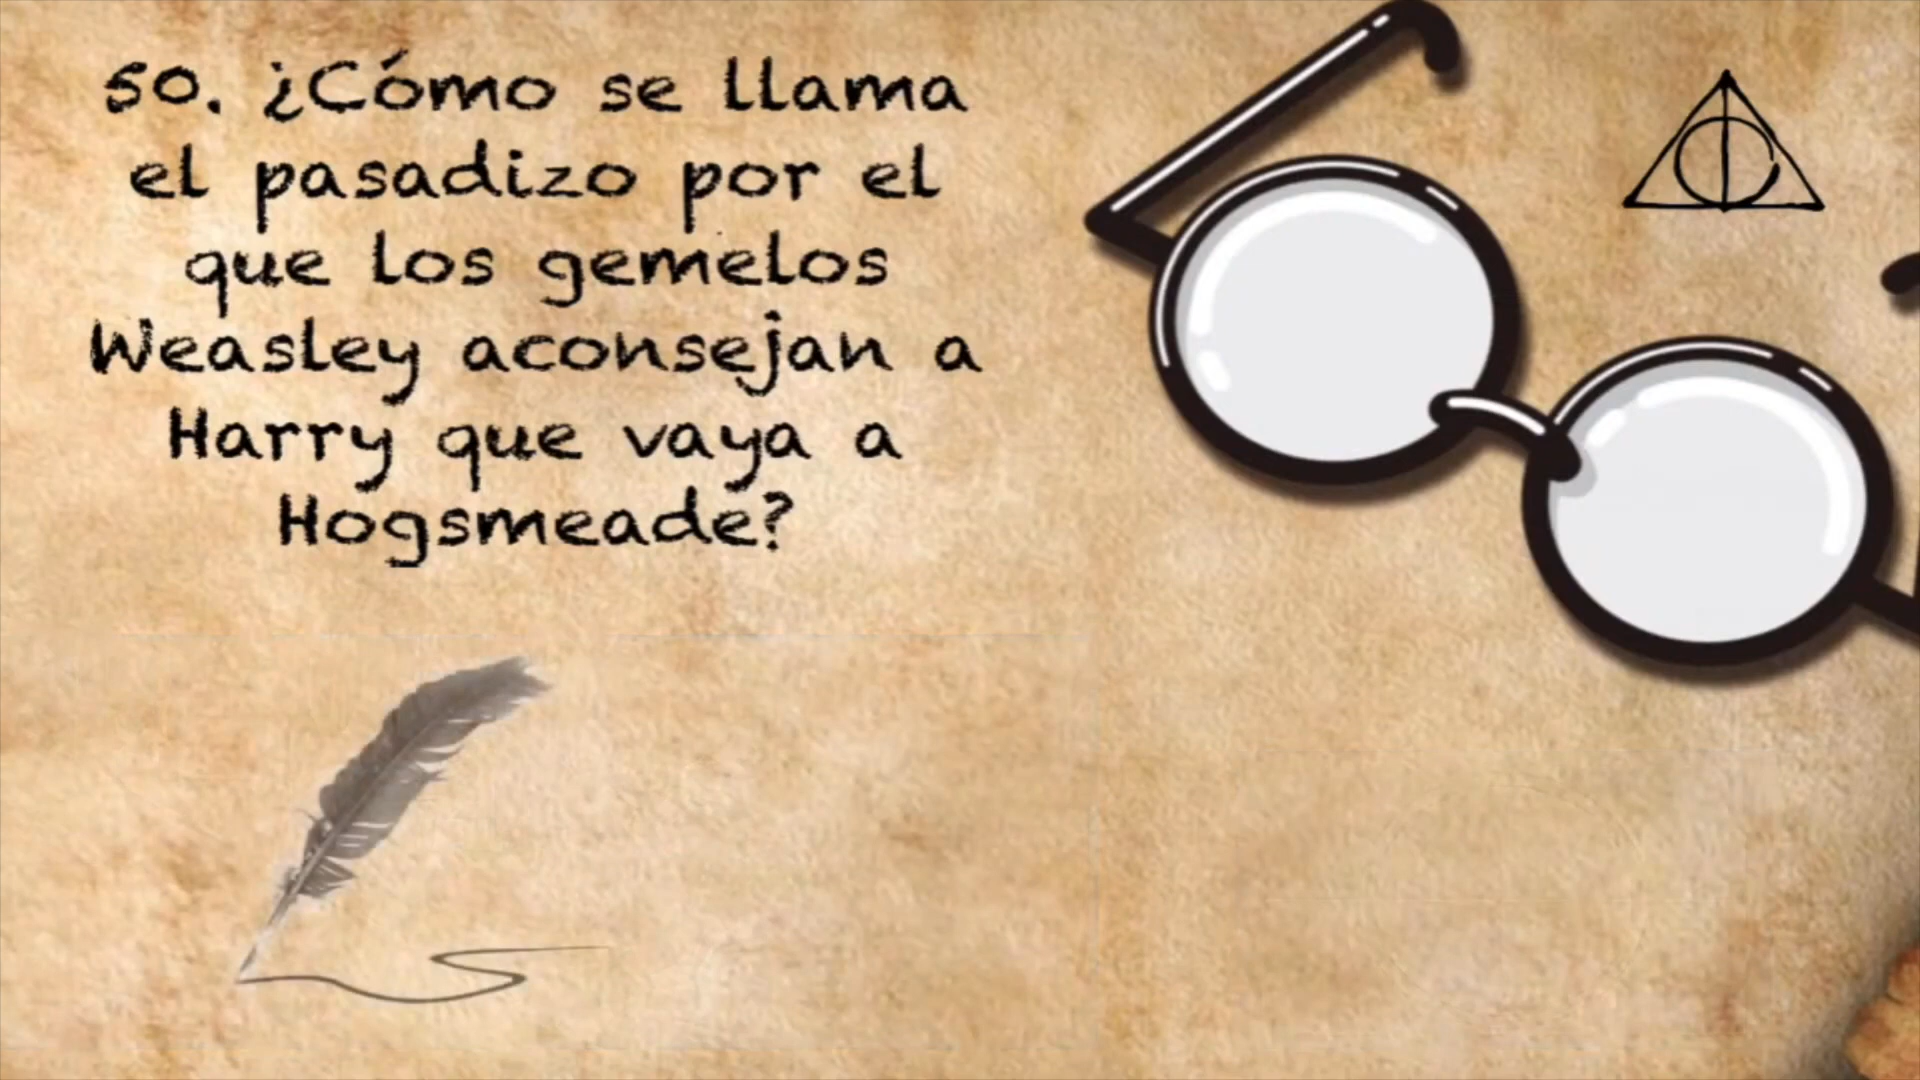 50. ¿Cómo se llama
el pasadizo por el
que los gemelos
Weasley aconsejan a
Harry que vaya a
Hogsmeade?